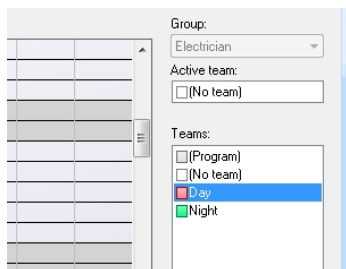 Group:
Electrician
Active team:
(No team)
Teams:
(Program)
(No team)
Day
Night